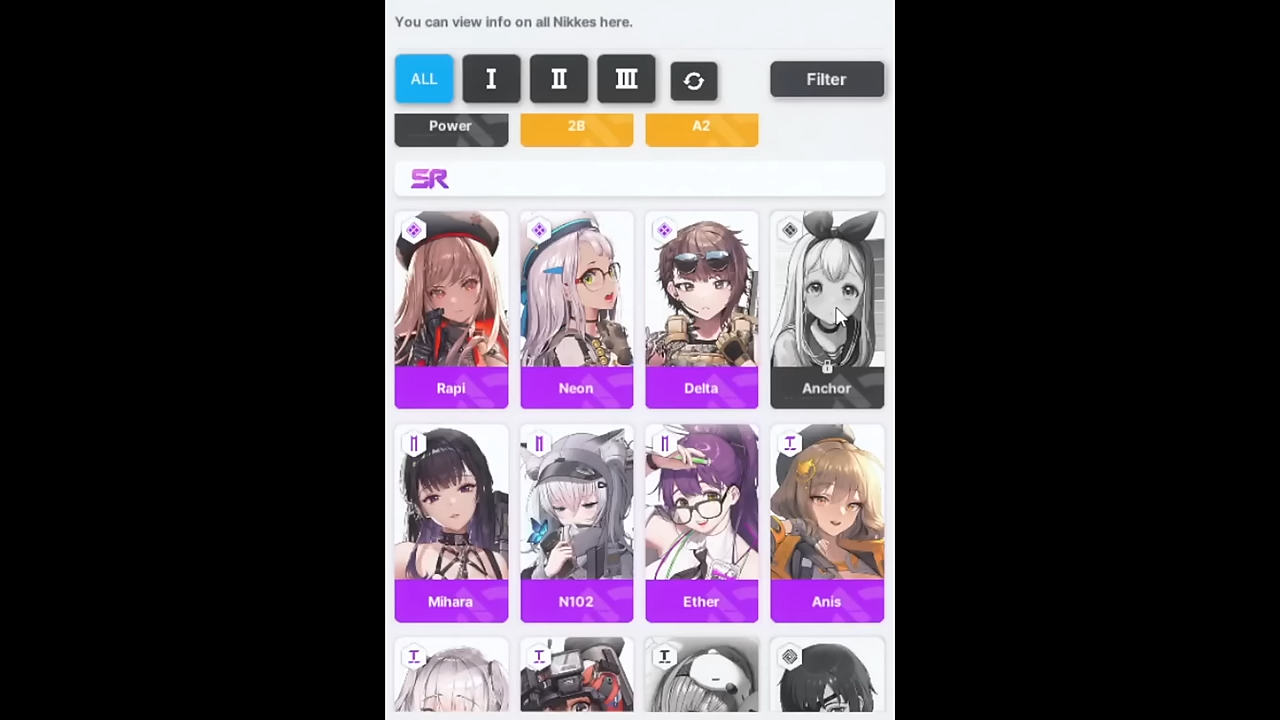 You can view info on all Nikkes here.
ALL I II III Filter
Power 2B A2
SR
Rapi Neon Delta Anchor
Mihara N102 Ether Anis